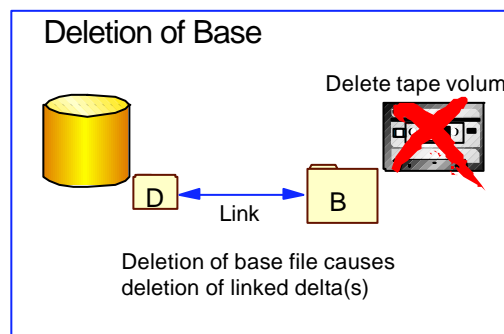 Deletion of Base
Delete tape volum
D
Link
B
Deletion of base file causes
deletion of linked delta(s)